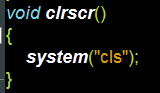 void clrscr()
{
system("cls");
}